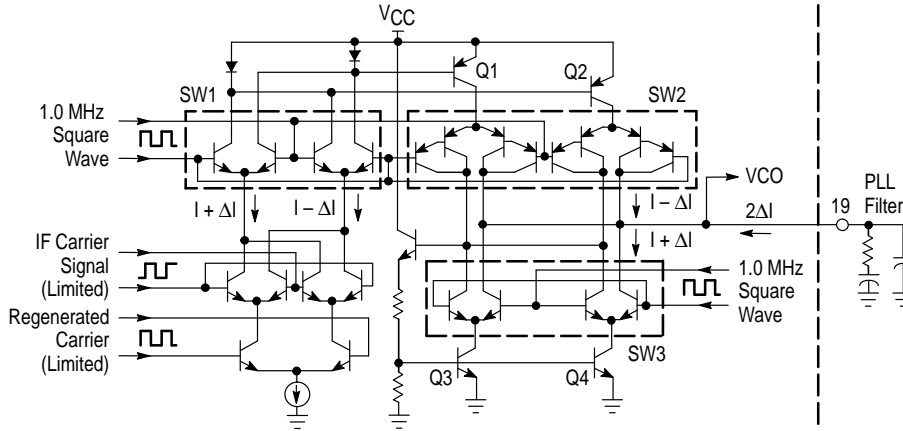 VCC
Q1
Q2
SW1
SW2
1.0 MHz
Square
Wave
I + ΔI
I – ΔI
I – ΔI
I + ΔI
VCO
2ΔI
19
PLL
Filter
IF Carrier
Signal
(Limited)
1.0 MHz
Square
Wave
Regenerated
Carrier
(Limited)
SW3
Q3
Q4